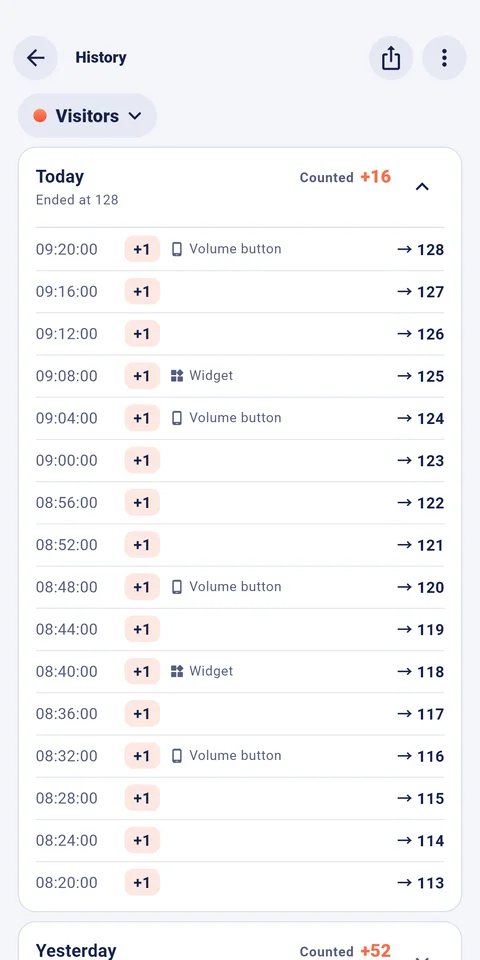 History
Visitors
Today Counted +16
Ended at 128
09:20:00 +1 Volume button → 128
09:16:00 +1 → 127
09:12:00 +1 → 126
09:08:00 +1 Widget → 125
09:04:00 +1 Volume button → 124
09:00:00 +1 → 123
08:56:00 +1 → 122
08:52:00 +1 → 121
08:48:00 +1 Volume button → 120
08:44:00 +1 → 119
08:40:00 +1 Widget → 118
08:36:00 +1 → 117
08:32:00 +1 Volume button → 116
08:28:00 +1 → 115
08:24:00 +1 → 114
08:20:00 +1 → 113
Yesterday Counted +52